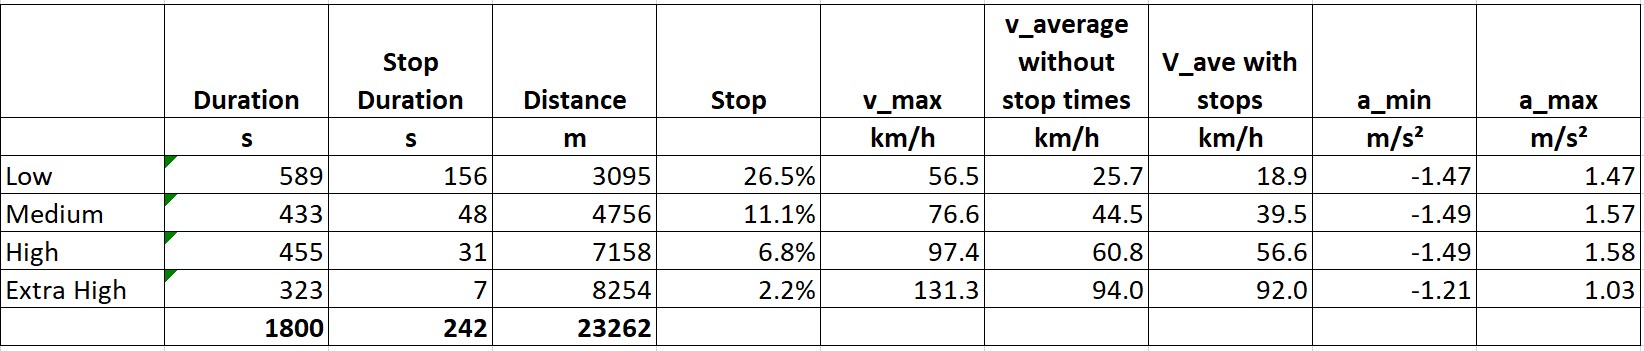 Duration Stop Duration Distance Stop v_max v_average without stop times V_ave with stops a_min a_max
s s m km/h km/h km/h m/s² m/s²
Low 589 156 3095 26.5% 56.5 25.7 18.9 -1.47 1.47
Medium 433 48 4756 11.1% 76.6 44.5 39.5 -1.49 1.57
High 455 31 7158 6.8% 97.4 60.8 56.6 -1.49 1.58
Extra High 323 7 8254 2.2% 131.3 94.0 92.0 -1.21 1.03
1800 242 23262